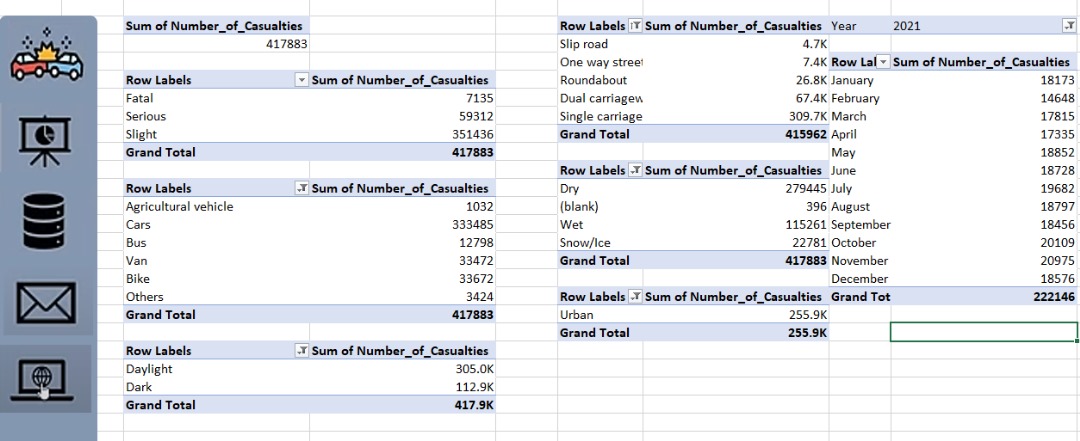 Sum of Number_of_Casualties
417883
Row Labels Sum of Number_of_Casualties
Fatal 7135
Serious 59312
Slight 351436
Grand Total 417883
Row Labels Sum of Number_of_Casualties
Agricultural vehicle 1032
Cars 333485
Bus 12798
Van 33472
Bike 33672
Others 3424
Grand Total 417883
Row Labels Sum of Number_of_Casualties
Daylight 305.0K
Dark 112.9K
Grand Total 417.9K
Row Labels Sum of Number_of_Casualties
Slip road 4.7K
One way street 7.4K
Roundabout 26.8K
Dual carriagew 67.4K
Single carriage 309.7K
Grand Total 415962
Row Labels Sum of Number_of_Casualties
Dry 279445
(blank) 396
Wet 115261
Snow/Ice 22781
Grand Total 417883
Row Labels Sum of Number_of_Casualties
Urban 255.9K
Grand Total 255.9K
Year 2021
Row Lal Sum of Number_of_Casualties
January 18173
February 14648
March 17815
April 17335
May 18852
June 18728
July 19682
August 18797
September 18456
October 20109
November 20975
December 18576
Grand Tot 222146